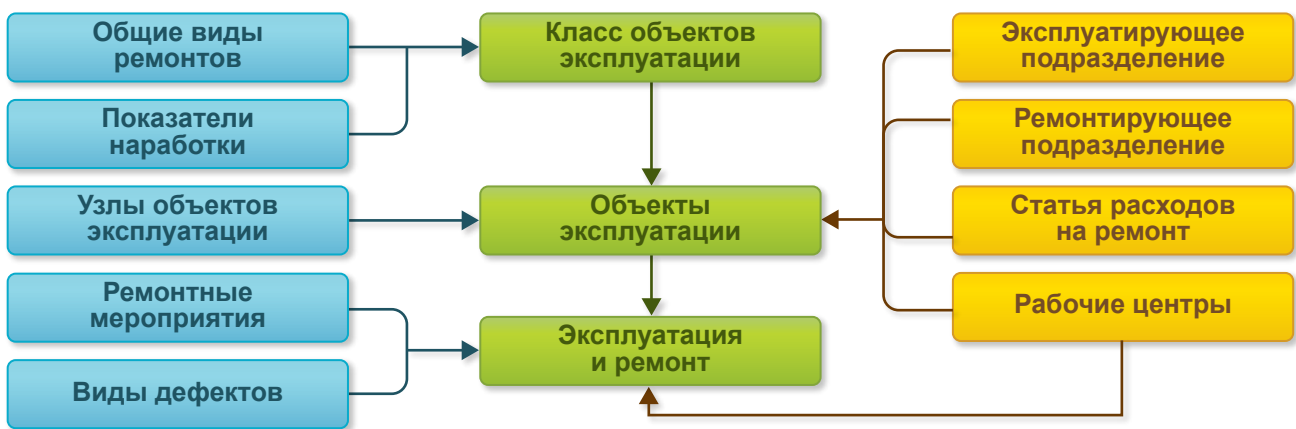 Общие виды
ремонтов
Показатели
наработки
Узлы объектов
эксплуатации
Ремонтные
мероприятия
Виды дефектов
Класс объектов
эксплуатации
Объекты
эксплуатации
Эксплуатация
и ремонт
Эксплуатирующее
подразделение
Ремонтирующее
подразделение
Статья расходов
на ремонт
Рабочие центры